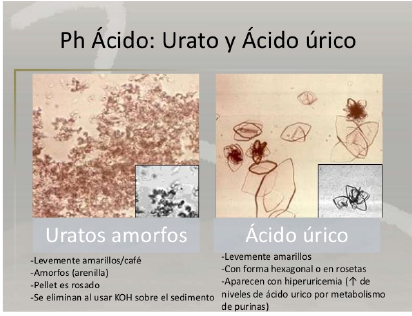 Ph Ácido: Urato y Ácido úrico
Uratos amorfos
-Levemente amarillos/café
-Amorfos (arenilla)
-Pellet es rosado
-Se eliminan al usar KOH sobre el sedimento
Ácido úrico
-Levemente amarillos
-Con forma hexagonal o en rosetas
-Aparecen con hiperuricemia (↑ de
niveles de ácido urico por metabolismo
de purinas)